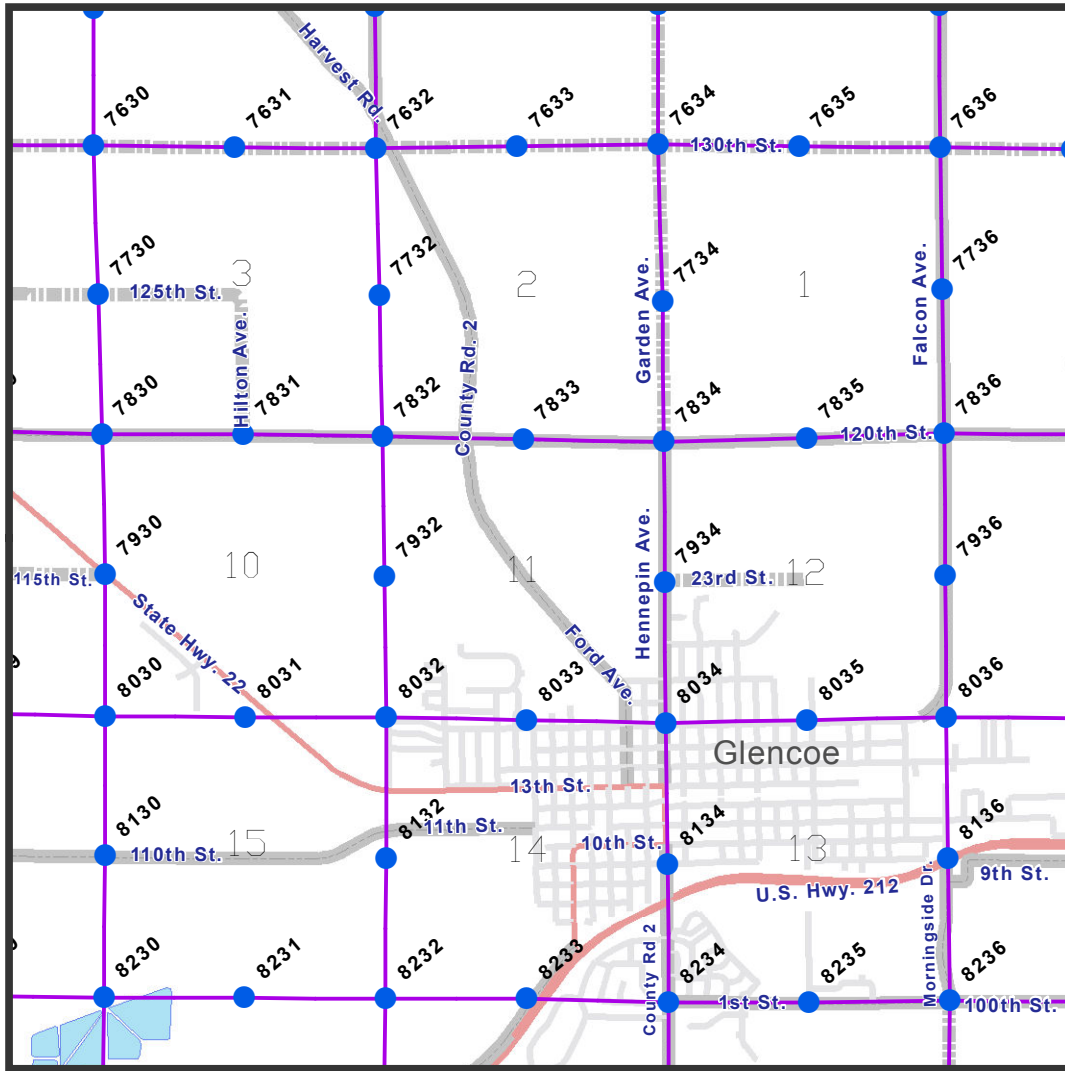 Harvest Rd.
7630
7631
7632
7633
7634
7635
7636
130th St.
7730
7732
7734
7736
3
2
1
125th St.
Hilton Ave.
County Rd. 2
Garden Ave.
Falcon Ave.
7830
7831
7832
7833
7834
7835
7836
120th St.
7930
7932
7934
7936
10
11
12
115th St.
23rd St.
Hennepin Ave.
State Hwy. 22
Ford Ave.
8030
8031
8032
8033
8034
8035
8036
Glencoe
13th St.
8130
8132
8134
8136
11th St.
10th St.
110th St.
15
14
13
9th St.
U.S. Hwy. 212
Morningside Dr.
County Rd 2
8230
8231
8232
8233
8234
8235
8236
1st St.
100th St.